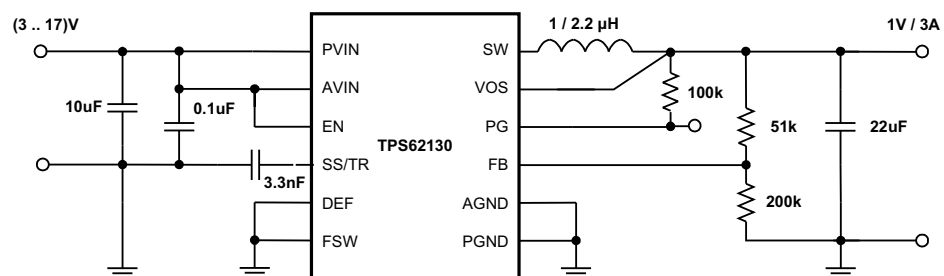 (3 .. 17)V
1 / 2.2 µH
1V / 3A
PVIN
SW
AVIN
VOS
10uF
0.1uF
100k
EN
PG
51k
22uF
TPS62130
SS/TR
FB
3.3nF
DEF
AGND
200k
FSW
PGND